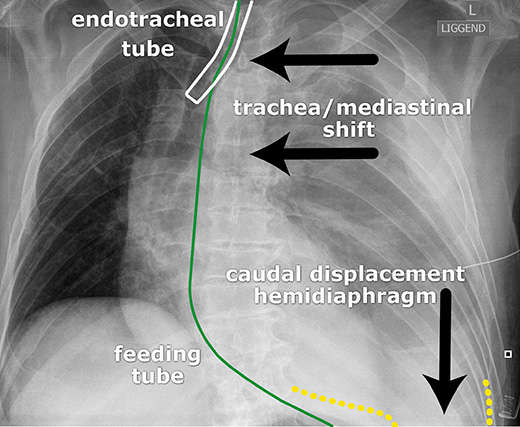 endotracheal
tube
L
LIGGEND
trachea/mediastinal
shift
caudal displacement
hemidiaphragm
feeding
tube